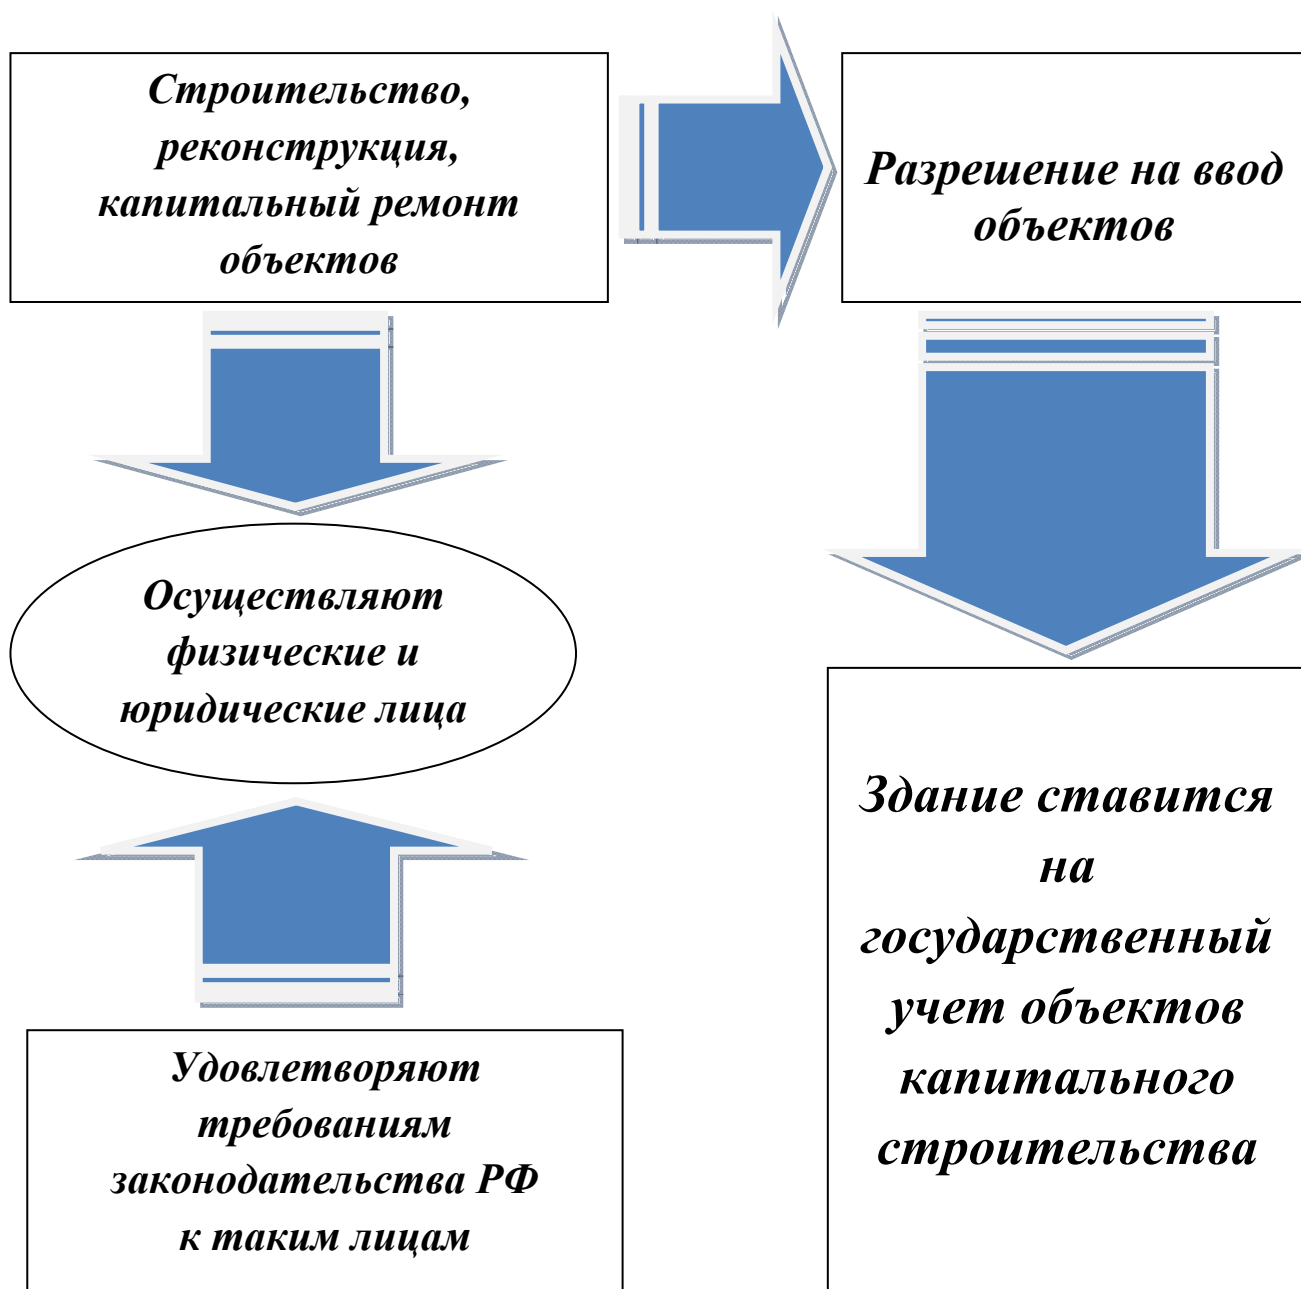 Строительство,
реконструкция,
капитальный ремонт
объектов
Разрешение на ввод
объектов
Осуществляют
физические и
юридические лица
Здание ставится
на
государственный
учет объектов
капитального
строительства
Удовлетворяют
требованиям
законодательства РФ
к таким лицам